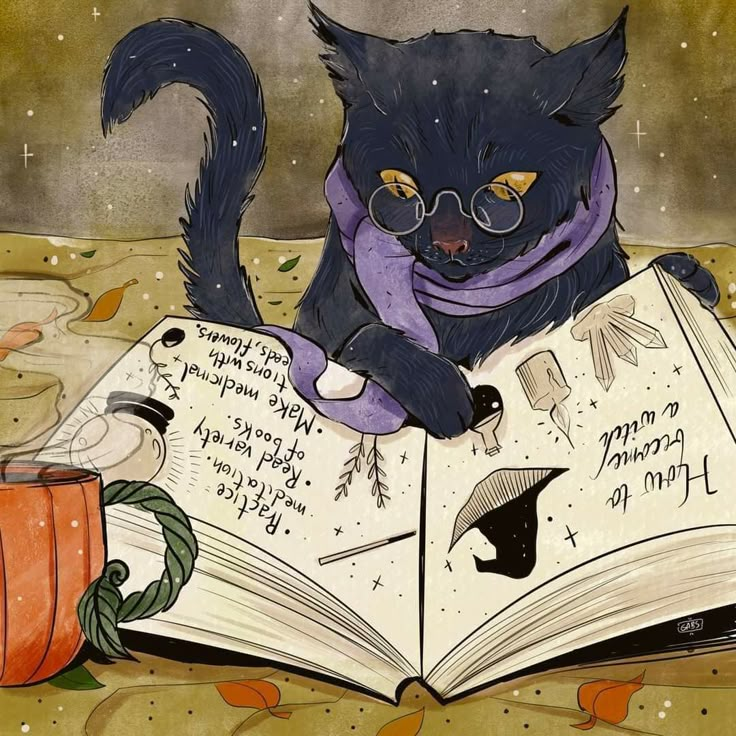 How to
become
a witch
• Practice
meditation.
• Read variety
of books.
• Make medicinal
tions with
eeds, flowers,
GABS